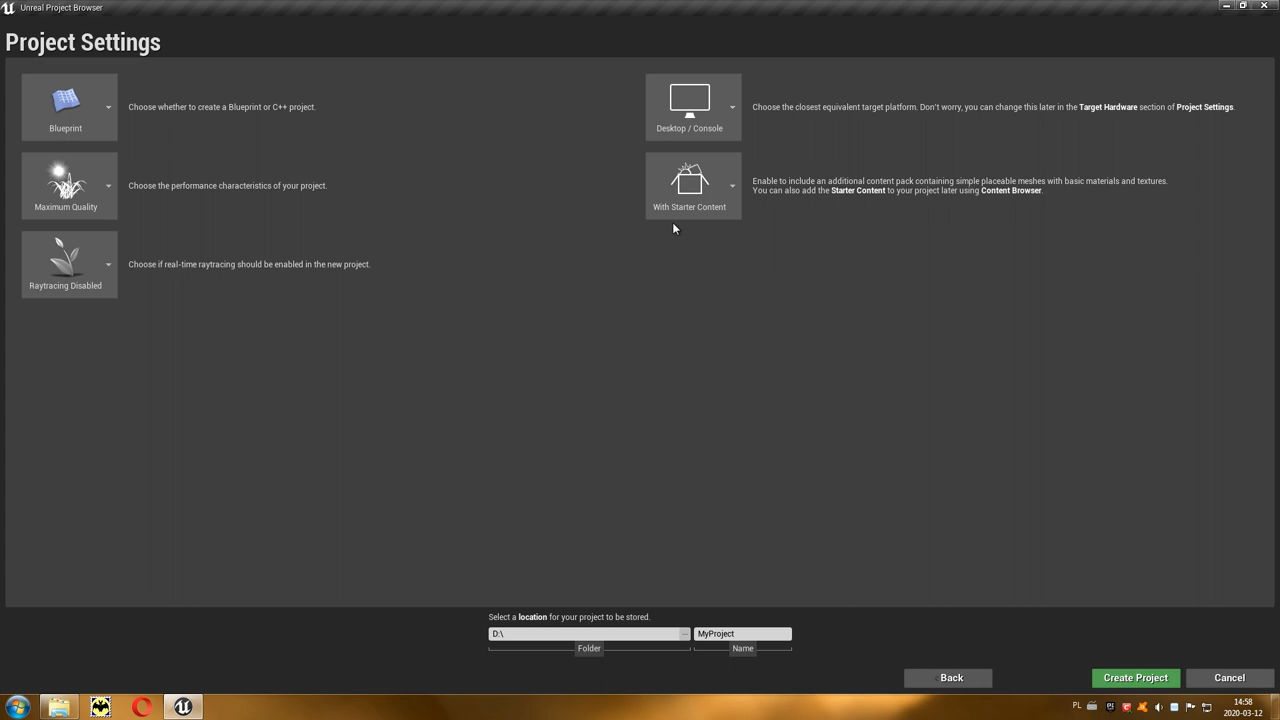 Unreal Project Browser
Project Settings
Blueprint
Choose whether to create a Blueprint or C++ project.
Desktop / Console
Choose the closest equivalent target platform. Don't worry, you can change this later in the Target Hardware section of Project Settings.
Maximum Quality
Choose the performance characteristics of your project.
With Starter Content
Enable to include an additional content pack containing simple placeable meshes with basic materials and textures.
You can also add the Starter Content to your project later using Content Browser.
Raytracing Disabled
Choose if real-time raytracing should be enabled in the new project.
Select a location for your project to be stored.
D:\
...
MyProject
Folder
Name
Back
Create Project
Cancel
PL
14:58
2020-03-12